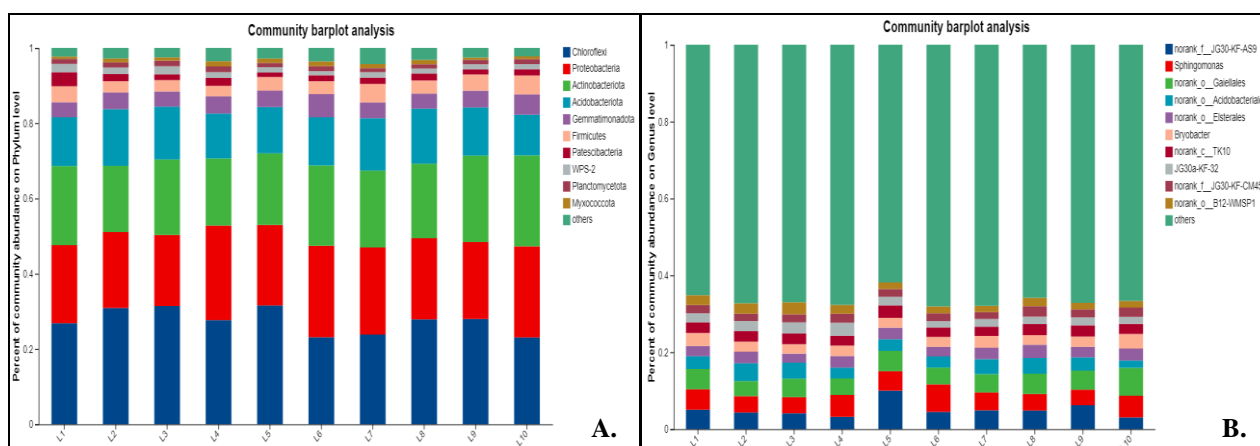 Community barplot analysis
Percent of community abundance on Phylum level
1
0.8
0.6
0.4
0.2
0
L1
L2
L3
L4
L5
L6
L7
L8
L9
L10
Chloroflexi
Proteobacteria
Actinobacteriota
Acidobacteriota
Gemmatimonadota
Firmicutes
Patescibacteria
WPS-2
Planctomycetota
Myxococcota
others
A.
Community barplot analysis
Percent of community abundance on Genus level
1
0.8
0.6
0.4
0.2
0
L1
L2
L3
L4
L5
L6
L7
L8
L9
10
norank_f__JG30-KF-AS9
Sphingomonas
norank_o__Gaiellales
norank_o__Acidobacteriale
norank_o__Elsterales
Bryobacter
norank_c__TK10
JG30a-KF-32
norank_f__JG30-KF-CM45
norank_o__B12-WMSP1
others
B.